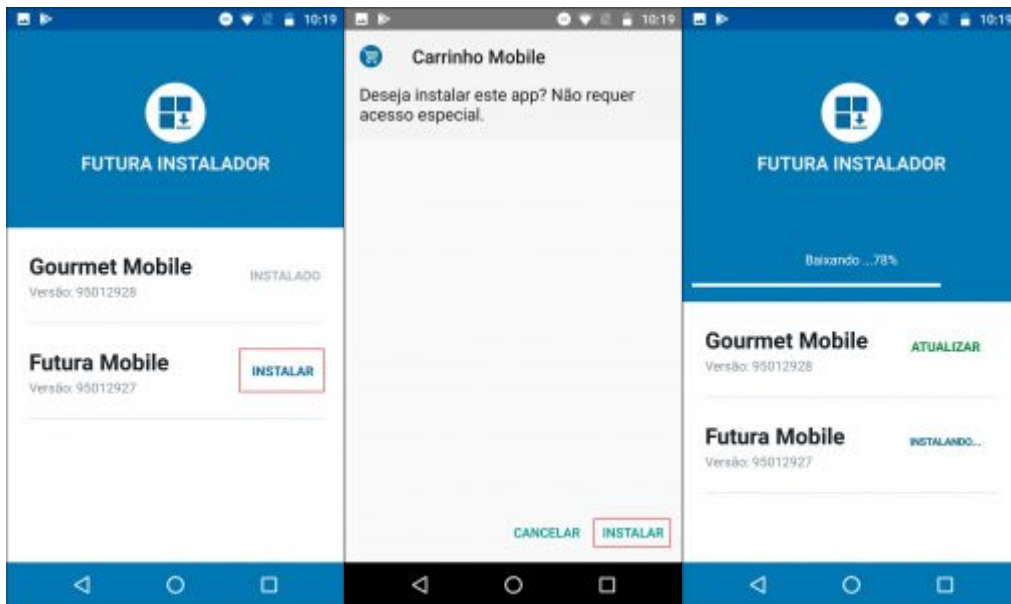 10:19
FUTURA INSTALADOR
Gourmet Mobile
INSTALADO
Versão: 95012928
Futura Mobile
INSTALAR
Versão: 95012927
10:19
Carrinho Mobile
Deseja instalar este app? Não requer
acesso especial.
CANCELAR INSTALAR
10:19
FUTURA INSTALADOR
Baixando ...78%
Gourmet Mobile
ATUALIZAR
Versão: 95012928
Futura Mobile
INSTALANDO...
Versão: 95012927